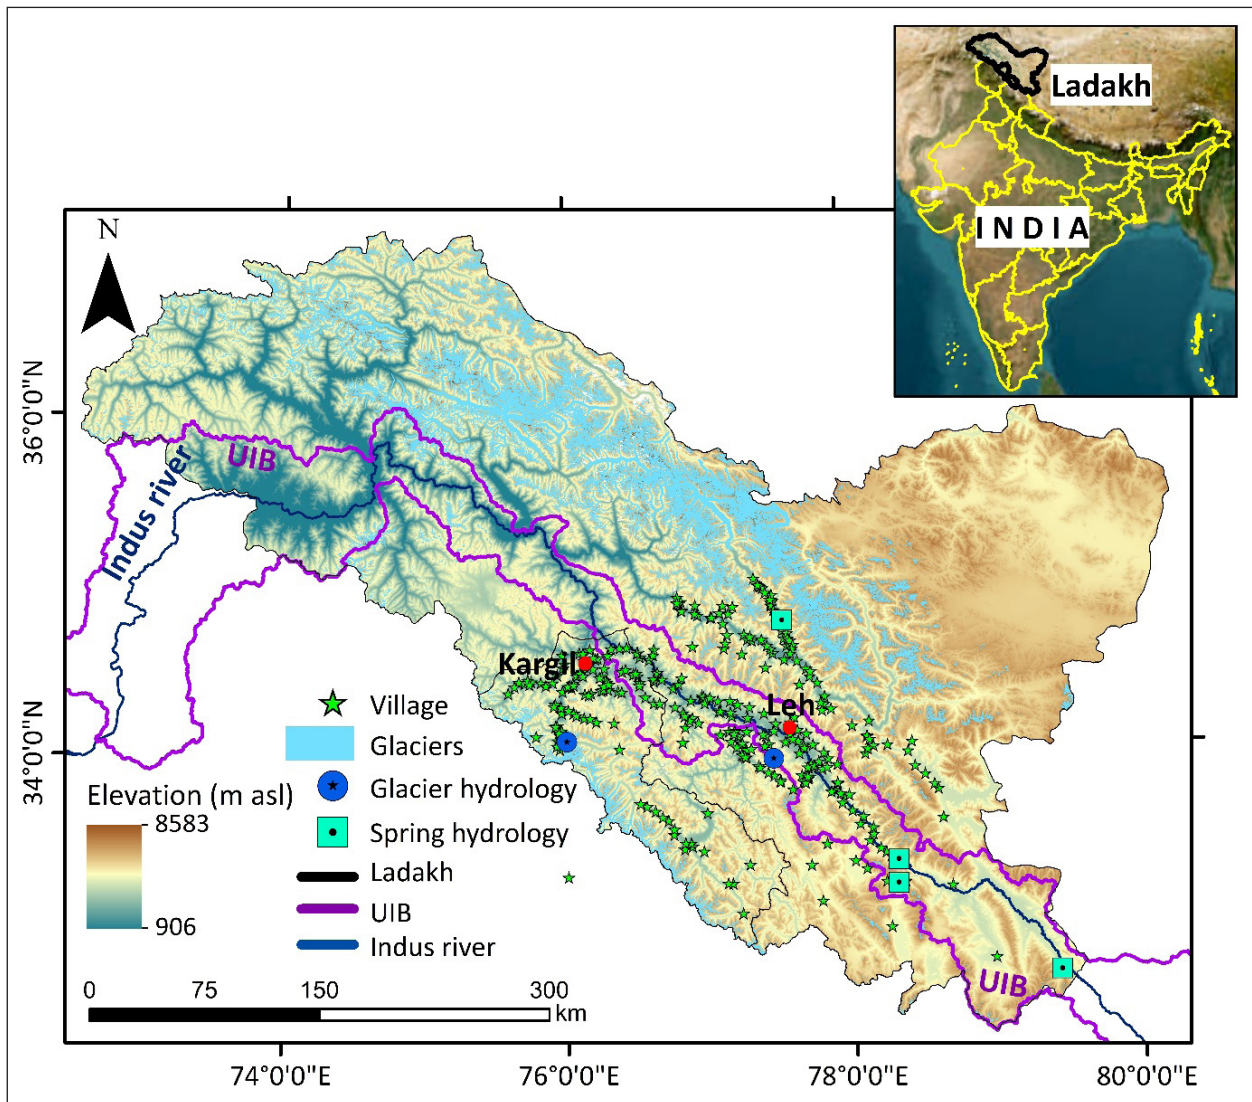 Ladakh
INDIA
N
36°0'0"N
34°0'0"N
UIB
Indus river
Kargil
Leh
Village
Glaciers
Glacier hydrology
Spring hydrology
Ladakh
UIB
Indus river
Elevation (m asl)
8583
906
UIB
0 75 150 300
km
74°0'0"E 76°0'0"E 78°0'0"E 80°0'0"E